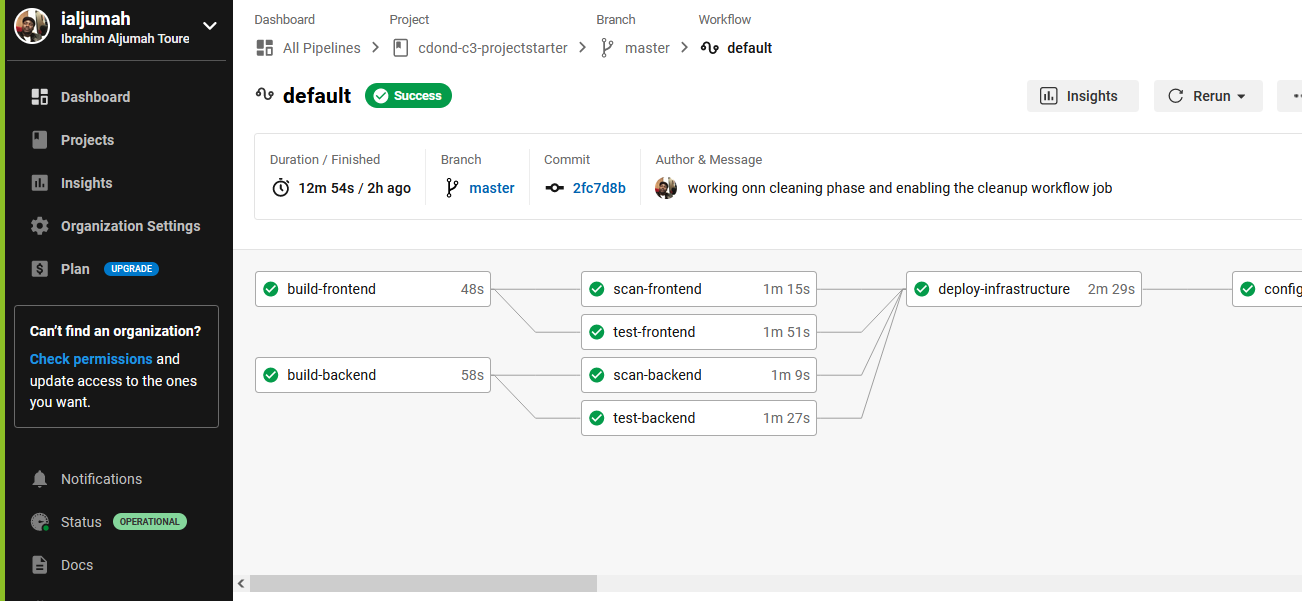 ialjumah
Ibrahim Aljumah Toure
Dashboard
Projects
Insights
Organization Settings
Plan UPGRADE
Can't find an organization?
Check permissions and
update access to the ones
you want.
Notifications
Status OPERATIONAL
Docs
Dashboard Project Branch Workflow
All Pipelines cdond-c3-projectstarter master default
default Success Insights Rerun
Duration / Finished Branch Commit Author & Message
12m 54s / 2h ago master 2fc7d8b working onn cleaning phase and enabling the cleanup workflow job
build-frontend 48s scan-frontend 1m 15s deploy-infrastructure 2m 29s config
test-frontend 1m 51s
build-backend 58s scan-backend 1m 9s
test-backend 1m 27s